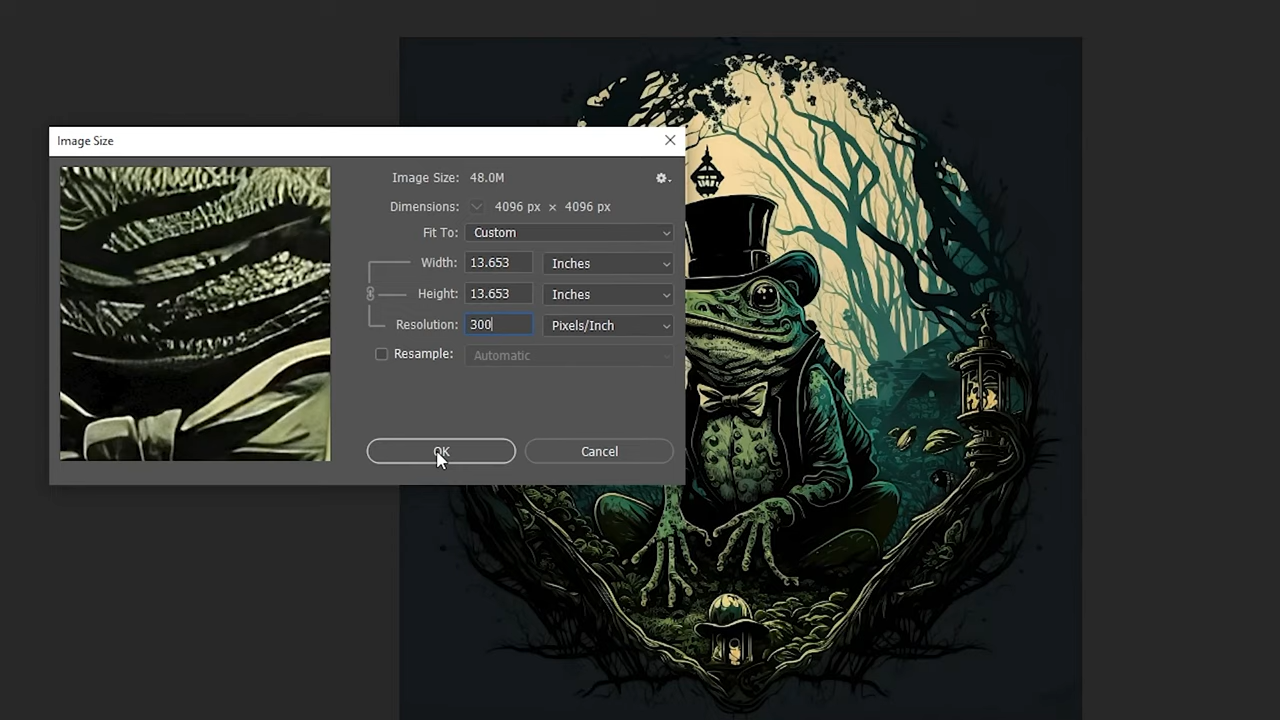 Image Size
Image Size: 48.0M
Dimensions: 4096 px × 4096 px
Fit To: Custom
Width: 13.653 Inches
Height: 13.653 Inches
Resolution: 300 Pixels/Inch
Resample: Automatic
OK Cancel